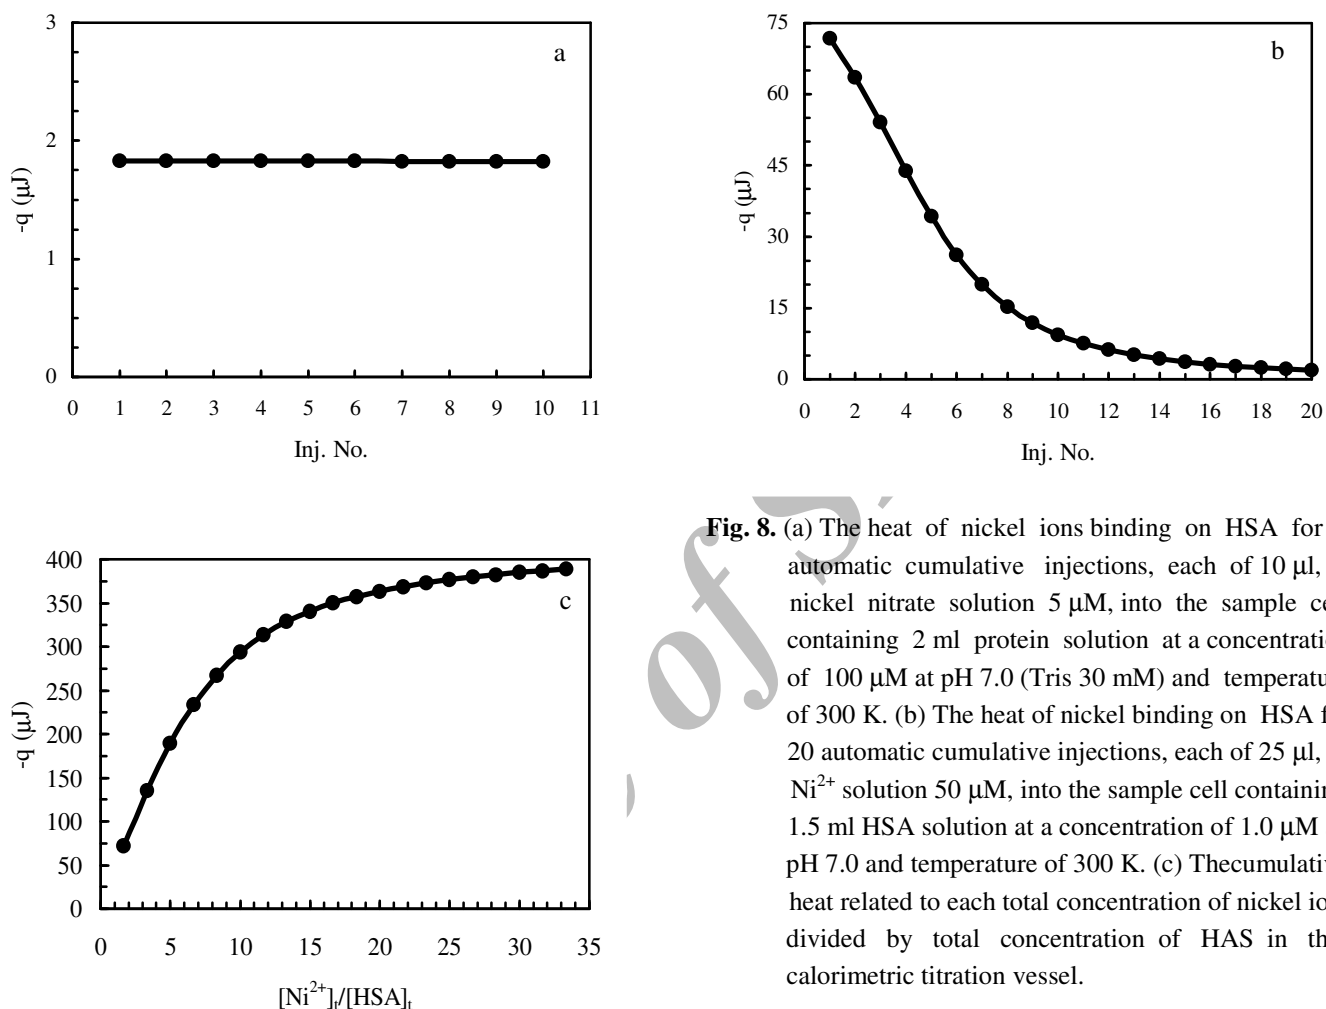 a
3
2
1
0
-q (µJ)
0 1 2 3 4 5 6 7 8 9 10 11
Inj. No.
b
75
60
45
30
15
0
-q (µJ)
0 2 4 6 8 10 12 14 16 18 20
Inj. No.
c
400
350
300
250
200
150
100
50
0
-q (µJ)
0 5 10 15 20 25 30 35
[Ni²⁺]t/[HSA]t
Fig. 8. (a) The heat of nickel ions binding on HSA for
automatic cumulative injections, each of 10 µl,
nickel nitrate solution 5 µM, into the sample ce
containing 2 ml protein solution at a concentratio
of 100 µM at pH 7.0 (Tris 30 mM) and temperatu
of 300 K. (b) The heat of nickel binding on HSA f
20 automatic cumulative injections, each of 25 µl,
Ni²⁺ solution 50 µM, into the sample cell containin
1.5 ml HSA solution at a concentration of 1.0 µM
pH 7.0 and temperature of 300 K. (c) Thecumulativ
heat related to each total concentration of nickel io
divided by total concentration of HAS in th
calorimetric titration vessel.
of